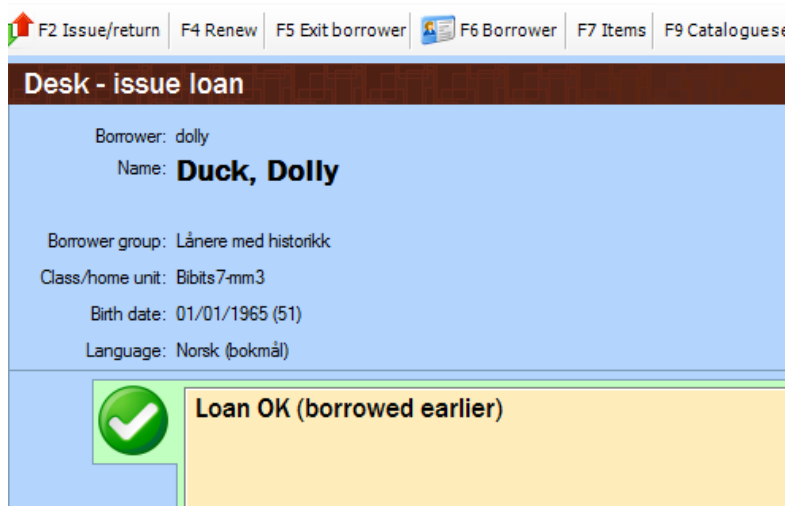 F2 Issue/return F4 Renew F5 Exit borrower F6 Borrower F7 Items F9 Cataloguese
Desk - issue loan
Borrower: dolly
Name: Duck, Dolly
Borrower group: Lånere med historikk
Class/home unit: Bibits7-mm3
Birth date: 01/01/1965 (51)
Language: Norsk (bokmål)
Loan OK (borrowed earlier)